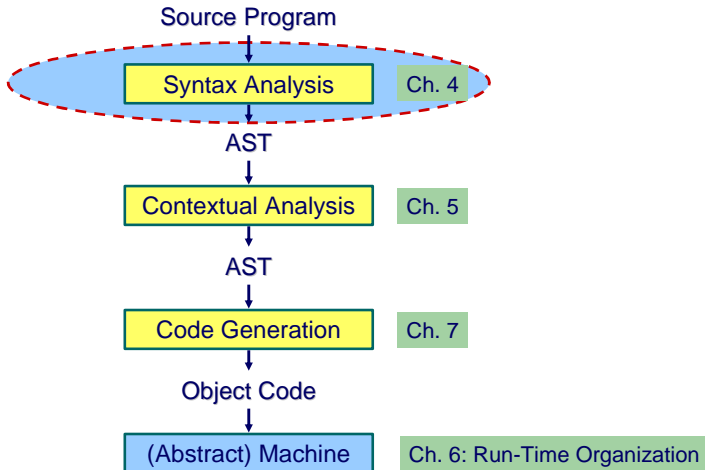 Source Program
Syntax Analysis
Ch. 4
AST
Contextual Analysis
Ch. 5
AST
Code Generation
Ch. 7
Object Code
(Abstract) Machine
Ch. 6: Run-Time Organization